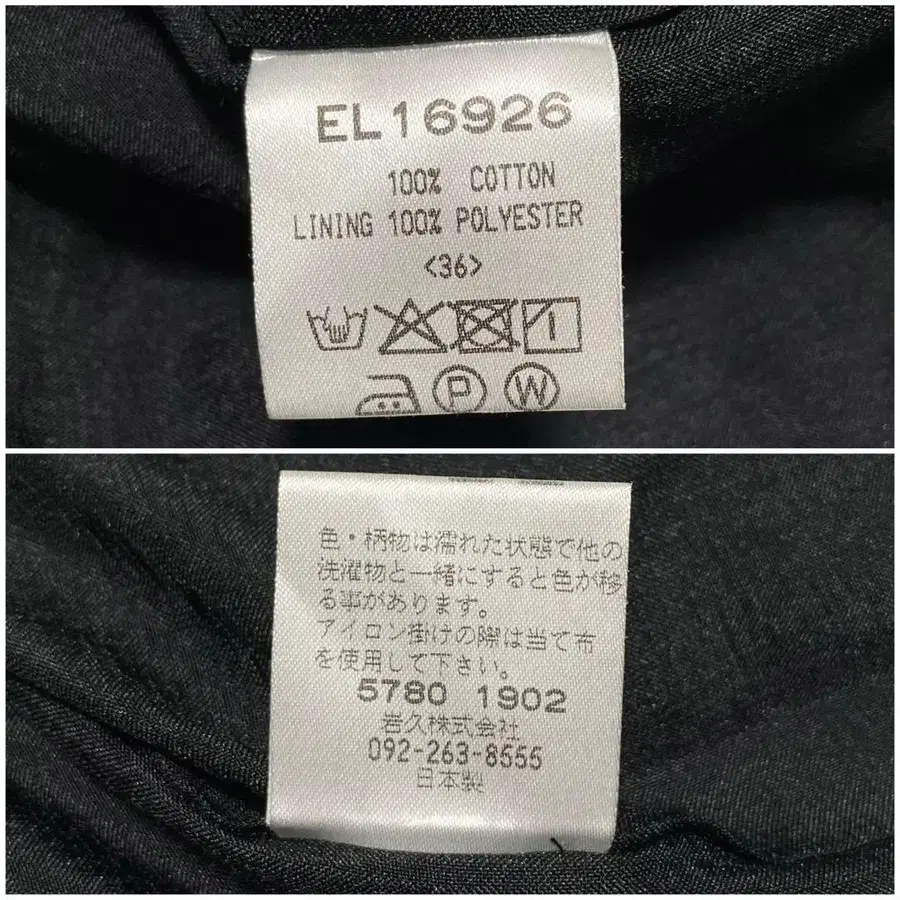 EL16926
100% COTTON
LINING 100% POLYESTER
<36>
P W
色・柄物は濡れた状態で他の
洗濯物と一緒にすると色が移
る事があります。
アイロン掛けの際は当て布
を使用して下さい。
5780 1902
岩久株式会社
092-263-8555
日本製